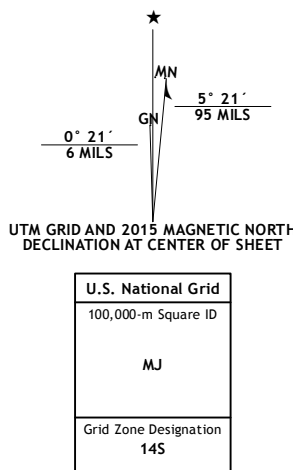 MN
GN
5° 21´
95 MILS
0° 21´
6 MILS
UTM GRID AND 2015 MAGNETIC NORTH
DECLINATION AT CENTER OF SHEET
U.S. National Grid
100,000-m Square ID
MJ
Grid Zone Designation
14S